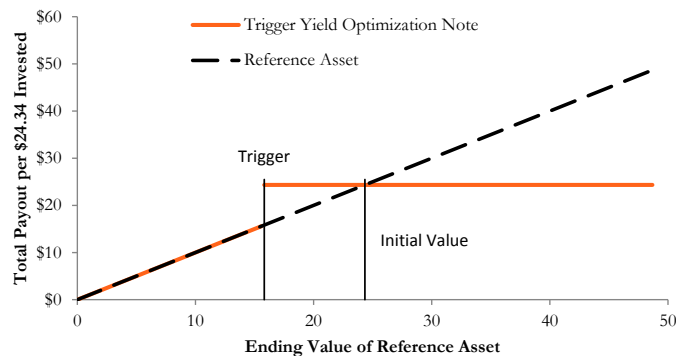 $60
$50
$40
$30
$20
$10
$0
Total Payout per $24.34 Invested
Trigger Yield Optimization Note
Reference Asset
Trigger
Initial Value
0
10
20
30
40
50
Ending Value of Reference Asset